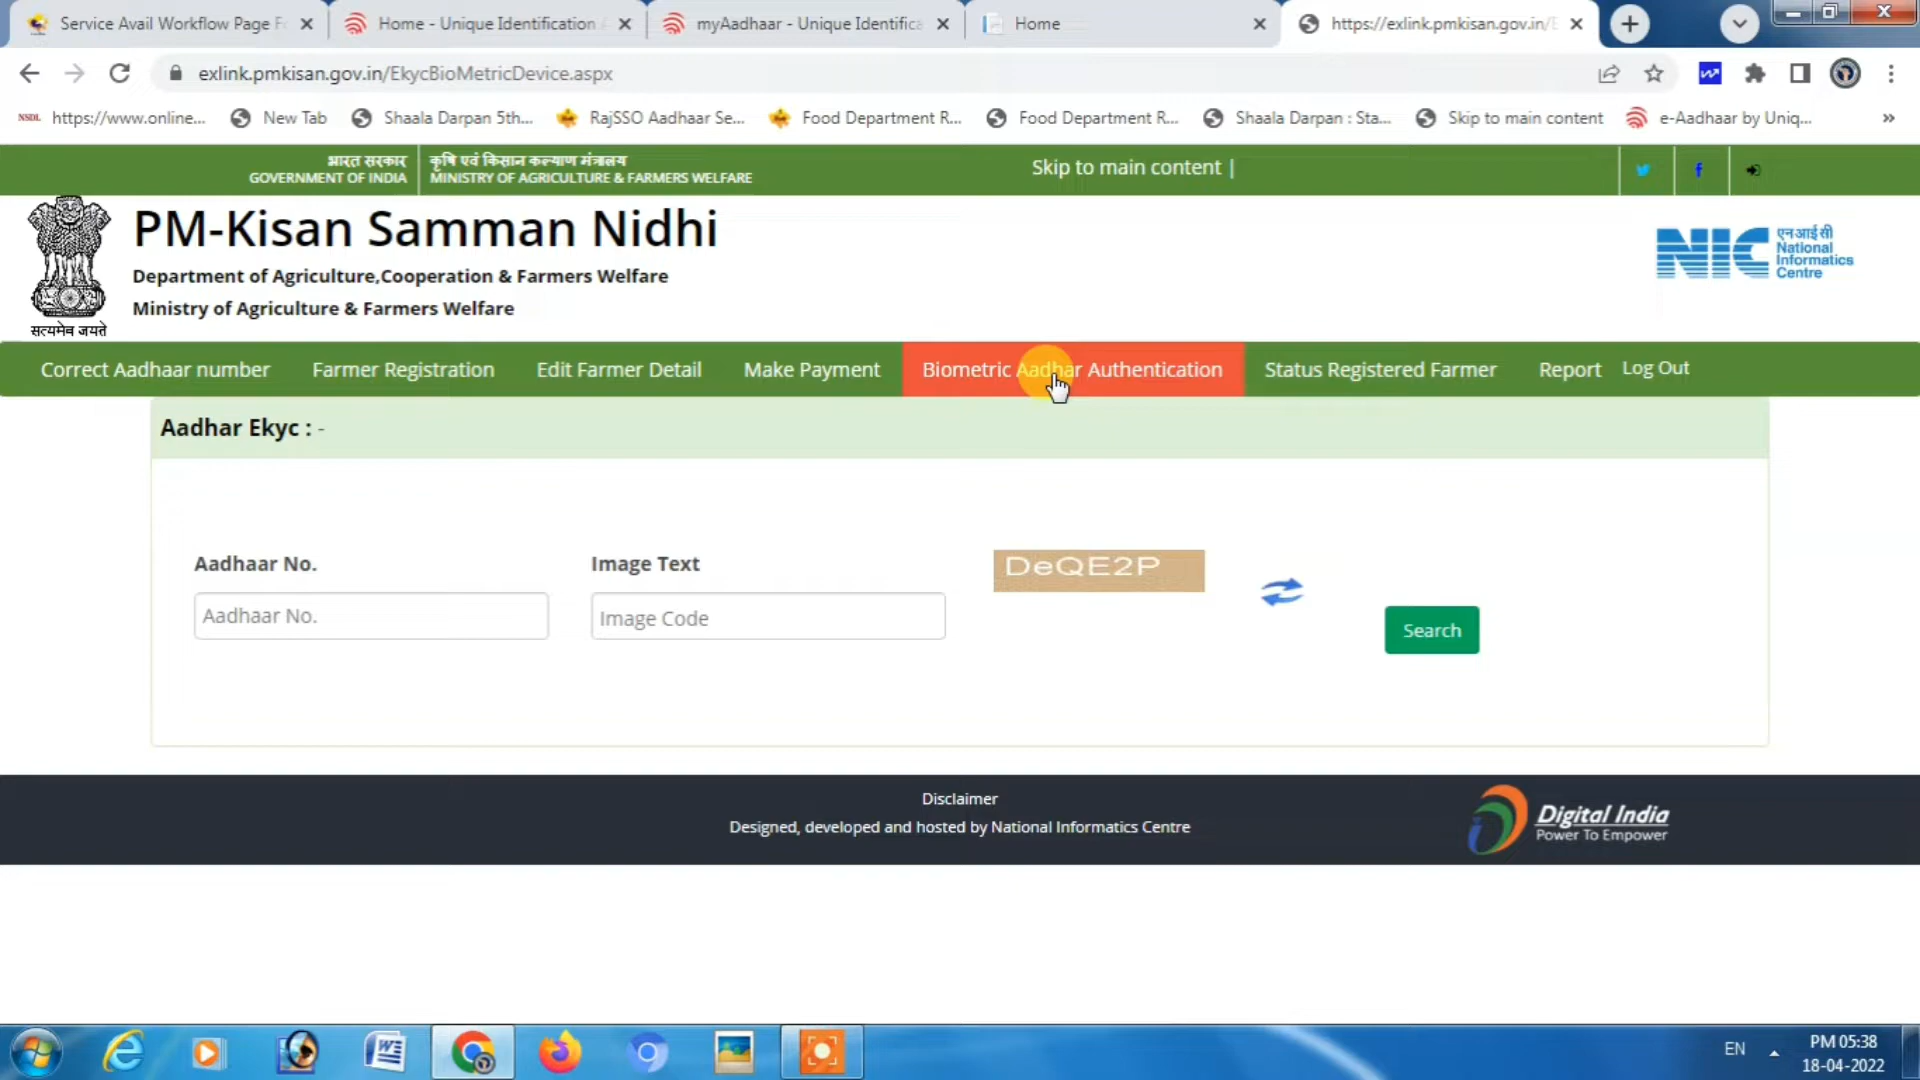 Service Avail Workflow Page F
Home - Unique Identification
myAadhaar - Unique Identifica
Home
https://exlink.pmkisan.gov.in/E
exlink.pmkisan.gov.in/EkycBioMetricDevice.aspx
NSDL https://www.online...
New Tab
Shaala Darpan 5th...
RajSSO Aadhaar Se...
Food Department R...
Food Department R...
Shaala Darpan : Sta...
Skip to main content
e-Aadhaar by Uniq...
»
भारत सरकार
GOVERNMENT OF INDIA
कृषि एवं किसान कल्याण मंत्रालय
MINISTRY OF AGRICULTURE & FARMERS WELFARE
Skip to main content |
सत्यमेव जयते
PM-Kisan Samman Nidhi
Department of Agriculture,Cooperation & Farmers Welfare
Ministry of Agriculture & Farmers Welfare
NIC
एन आई सी
National
Informatics
Centre
Correct Aadhaar number
Farmer Registration
Edit Farmer Detail
Make Payment
Biometric Aadhar Authentication
Status Registered Farmer
Report
Log Out
Aadhar Ekyc : -
Aadhaar No.
Image Text
DeQE2P
Aadhaar No.
Image Code
Search
Disclaimer
Designed, developed and hosted by National Informatics Centre
Digital India
Power To Empower
EN
PM 05:38
18-04-2022